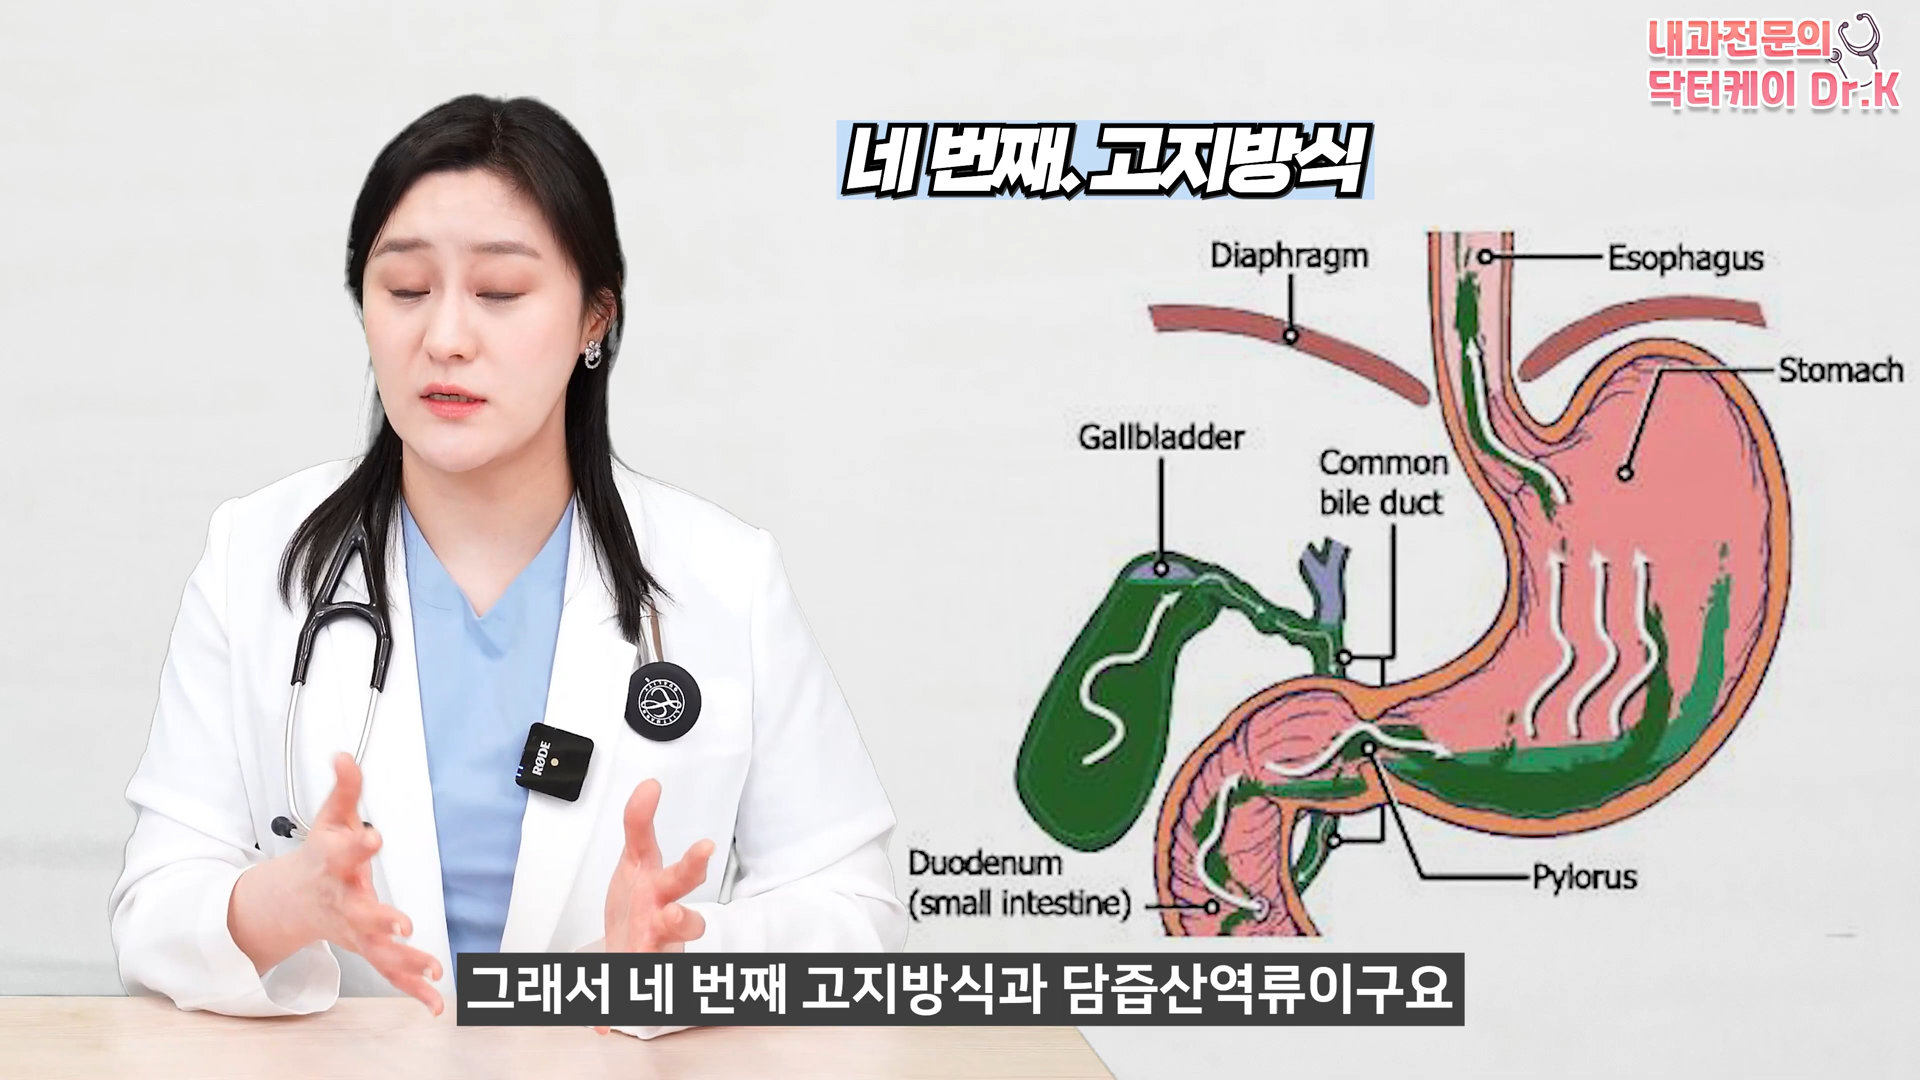 내과전문의
닥터케이 Dr.K
네 번째, 고지방식
Diaphragm
Esophagus
Stomach
Gallbladder
Common
bile duct
Duodenum
(small intestine)
Pylorus
RØDE
그래서 네 번째 고지방식과 담즙산역류이구요